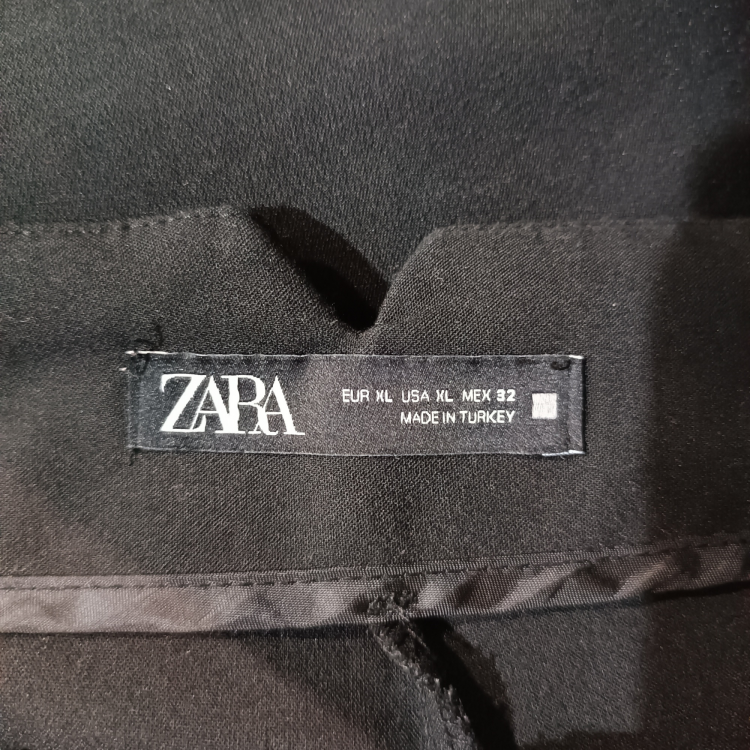 ZARA
EUR XL USA XL MEX 32
MADE IN TURKEY